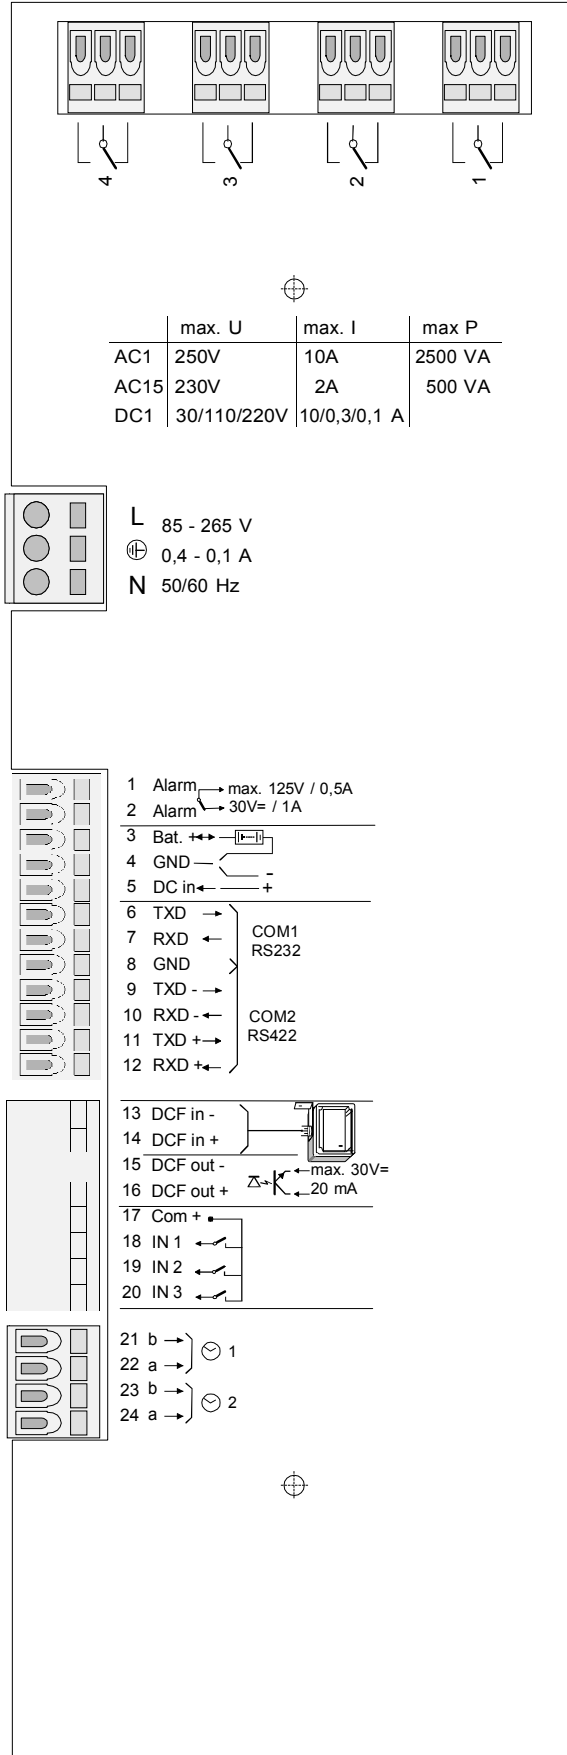 4 3 2 1
max. U max. I max P
AC1 250V 10A 2500 VA
AC15 230V 2A 500 VA
DC1 30/110/220V 10/0,3/0,1 A
L 85 - 265 V
0,4 - 0,1 A
N 50/60 Hz
1 Alarm max. 125V / 0,5A
2 Alarm 30V= / 1A
3 Bat. +
4 GND -
5 DC in +
6 TXD
7 RXD COM1
RS232
8 GND
9 TXD -
10 RXD - COM2
RS422
11 TXD +
12 RXD +
13 DCF in -
14 DCF in +
15 DCF out - max. 30V=
16 DCF out + 20 mA
17 Com +
18 IN 1
19 IN 2
20 IN 3
21 b
22 a 1
23 b
24 a 2